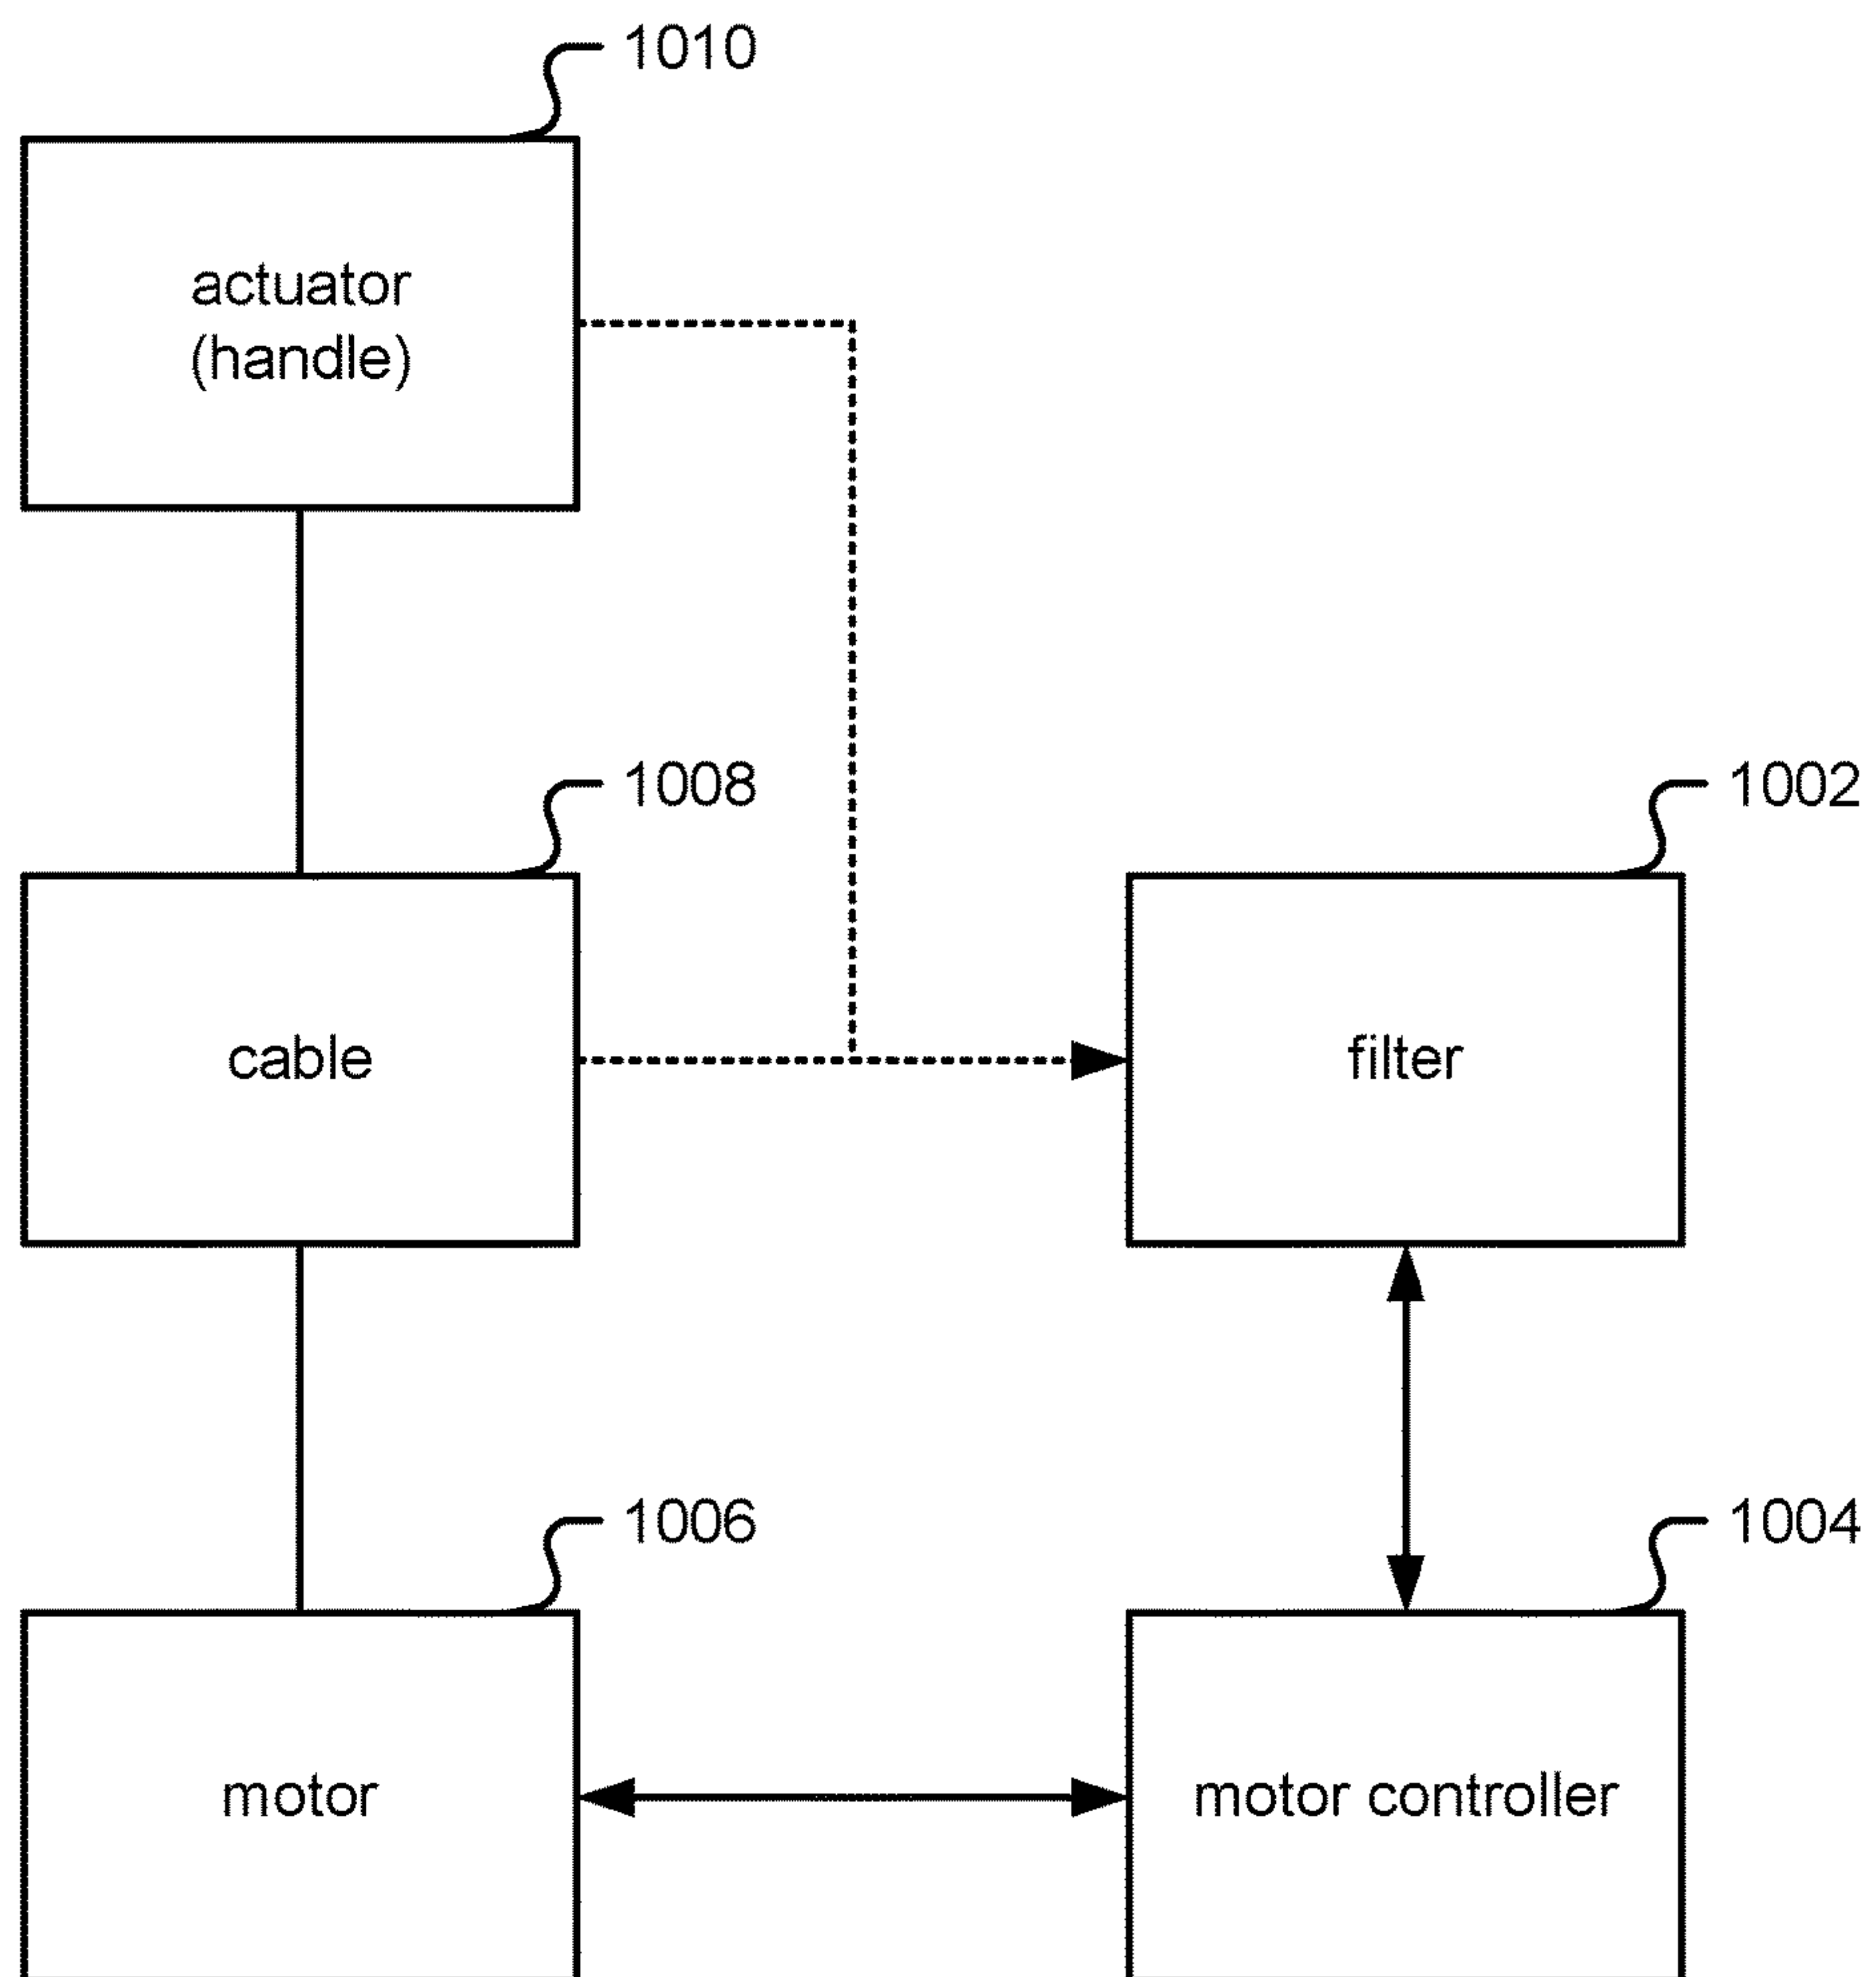 1010
actuator
(handle)
1008
1002
cable
filter
1006
1004
motor
motor controller